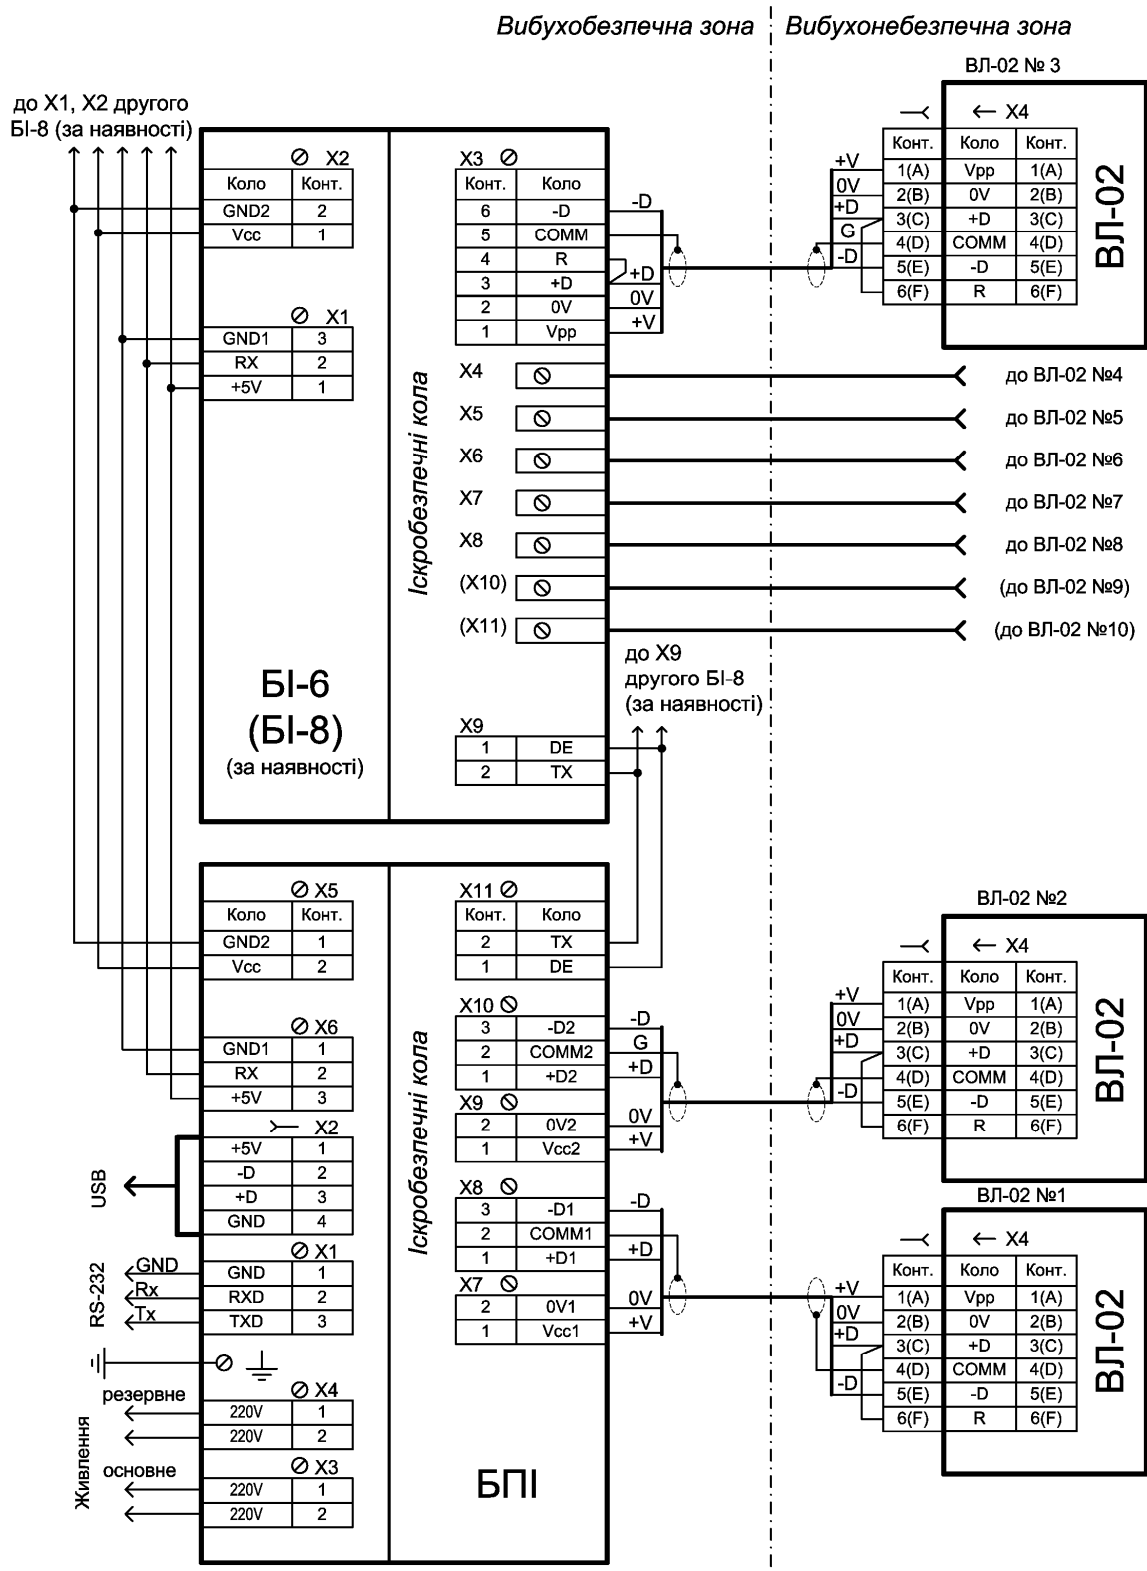 Вибухобезпечна зона
Вибухонебезпечна зона
до X1, X2 другого
БІ-8 (за наявності)
X2
Коло Конт.
GND2 2
Vcc 1
X1
GND1 3
RX 2
+5V 1
БІ-6
(БІ-8)
(за наявності)
Іскробезпечні кола
X3
Конт. Коло
6 -D
5 COMM
4 R
3 +D
2 0V
1 Vpp
-D
+D
0V
+V
X4
X5
X6
X7
X8
(X10)
(X11)
X9
1 DE
2 TX
до X9
другого БІ-8
(за наявності)
ВЛ-02 № 3
X4
Конт. Коло Конт.
1(A) Vpp 1(A)
2(B) 0V 2(B)
3(C) +D 3(C)
4(D) COMM 4(D)
5(E) -D 5(E)
6(F) R 6(F)
+V
0V
+D
G
-D
ВЛ-02
до ВЛ-02 №4
до ВЛ-02 №5
до ВЛ-02 №6
до ВЛ-02 №7
до ВЛ-02 №8
(до ВЛ-02 №9)
(до ВЛ-02 №10)
X5
Коло Конт.
GND2 1
Vcc 2
X6
GND1 1
RX 2
+5V 3
X2
+5V 1
-D 2
+D 3
GND 4
USB
X1
GND 1
RXD 2
TXD 3
RS-232
GND
Rx
Tx
X4
220V 1
220V 2
резервне
X3
220V 1
220V 2
основне
Живлення
БПІ
Іскробезпечні кола
X11
Конт. Коло
2 TX
1 DE
X10
3 -D2
2 COMM2
1 +D2
X9
2 0V2
1 Vcc2
-D
G
+D
0V
+V
X8
3 -D1
2 COMM1
1 +D1
X7
2 0V1
1 Vcc1
-D
+D
0V
+V
ВЛ-02 №2
X4
Конт. Коло Конт.
1(A) Vpp 1(A)
2(B) 0V 2(B)
3(C) +D 3(C)
4(D) COMM 4(D)
5(E) -D 5(E)
6(F) R 6(F)
+V
0V
+D
-D
ВЛ-02
ВЛ-02 №1
X4
Конт. Коло Конт.
1(A) Vpp 1(A)
2(B) 0V 2(B)
3(C) +D 3(C)
4(D) COMM 4(D)
5(E) -D 5(E)
6(F) R 6(F)
+V
0V
+D
-D
ВЛ-02